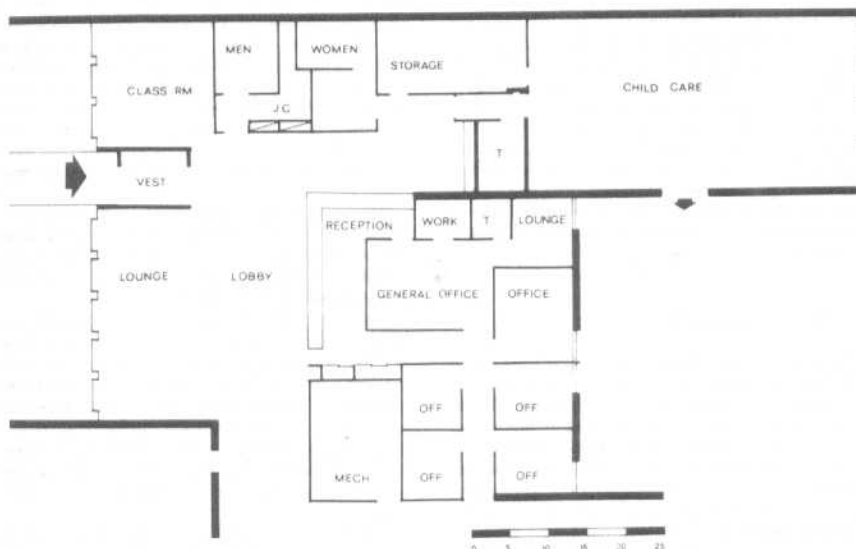 MEN
WOMEN
STORAGE
CLASS RM
CHILD CARE
J.C
T.
VEST
RECEPTION
WORK
T.
LOUNGE
LOUNGE
LOBBY
GENERAL OFFICE
OFFICE
OFF
OFF
MECH
OFF
OFF
0 5 10 15 20 25